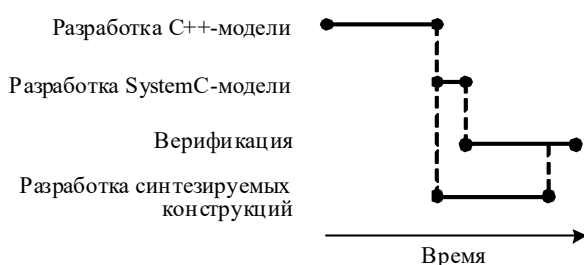 Разработка C++-модели
Разработка SystemC-модели
Верификация
Разработка синтезируемых
конструкций
Время